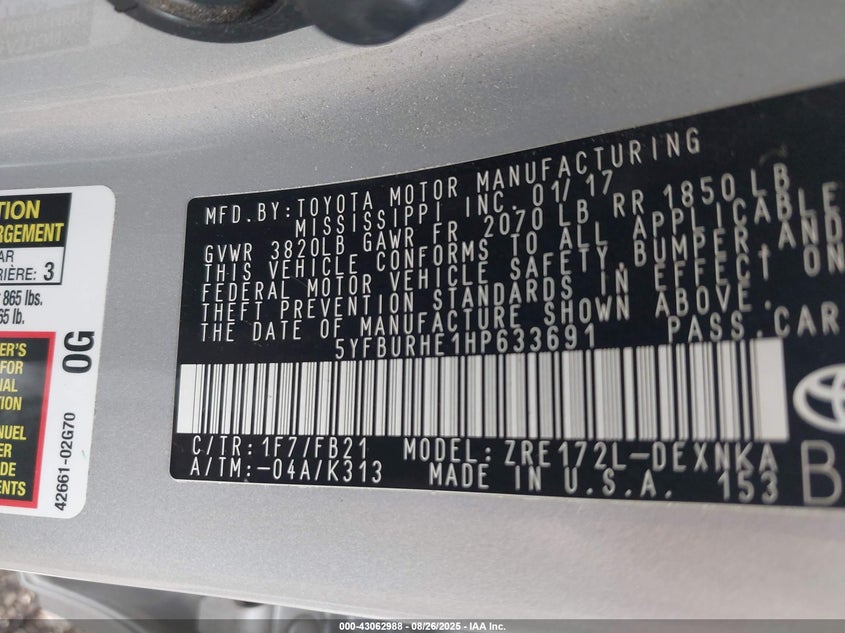 MFD.BY:TOYOTA MOTOR MANUFACTURING
MISSISSIPPI INC. 01/17
GVWR 3820LB GAWR FR 2070 LB RR 1850LB
THIS VEHICLE CONFORMS TO ALL APPLICABLE
FEDERAL MOTOR VEHICLE SAFETY,BUMPER,AND
THEFT PREVENTION STANDARDS IN EFFECT ON
THE DATE OF MANUFACTURE SHOWN ABOVE.
5YFBURHE1HP633691 PASS.CAR
C/TR:1F7/FB21 MODEL:ZRE172L-DEXNKA
A/TM:-04A/K313 MADE IN U.S.A. 153
B
TION
RGEMENT
AR
RIÈRE: 3
865 lbs.
65 lb.
ER'S
FOR
NAL
TION
NUEL
ER
DE
ENTS
0G
42661-02G70
000-43062988 - 08/26/2025 - IAA Inc.